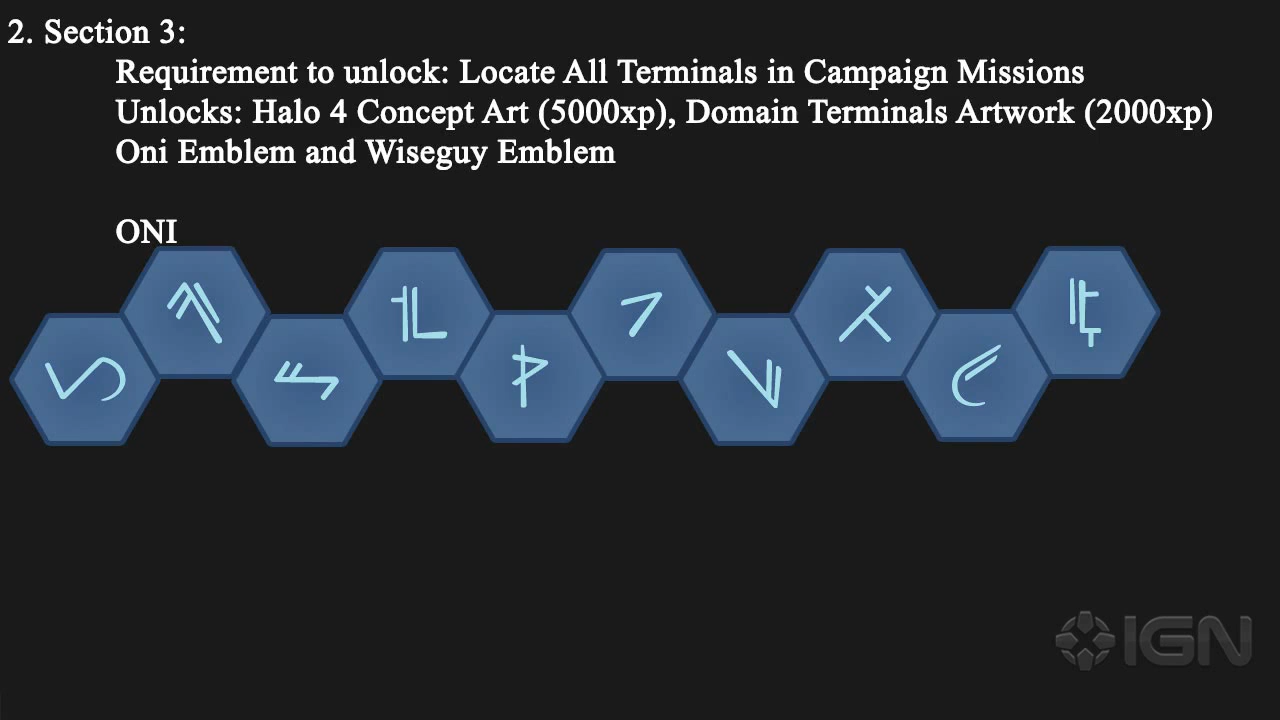 2. Section 3:
Requirement to unlock: Locate All Terminals in Campaign Missions
Unlocks: Halo 4 Concept Art (5000xp), Domain Terminals Artwork (2000xp)
Oni Emblem and Wiseguy Emblem
ONI
IGN